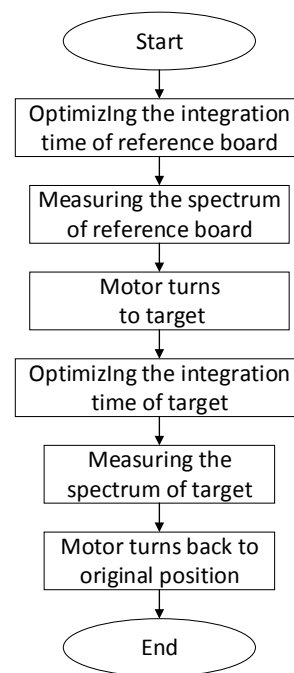 Start
OptimizIng the integration
time of reference board
Measuring the spectrum
of reference board
Motor turns
to target
OptimizIng the integration
time of target
Measuring the
spectrum of target
Motor turns back to
original position
End